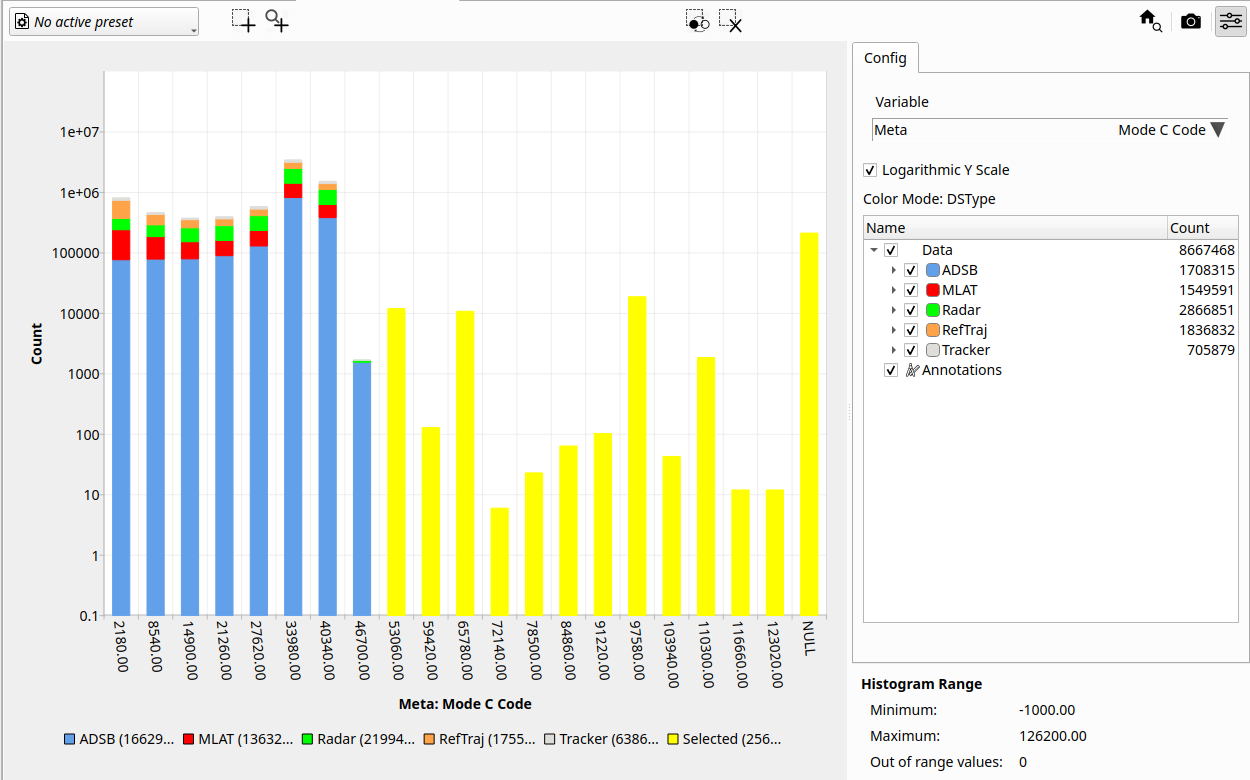 No active preset
Config
Variable
Meta Mode C Code
Logarithmic Y Scale
Color Mode: DSType
Name Count
Data 8667468
ADSB 1708315
MLAT 1549591
Radar 2866851
RefTraj 1836832
Tracker 705879
Annotations
1e+07
1e+06
100000
10000
1000
100
10
1
0.1
Count
2180.00
8540.00
14900.00
21260.00
27620.00
33980.00
40340.00
46700.00
53060.00
59420.00
65780.00
72140.00
78500.00
84860.00
91220.00
97580.00
103940.00
110300.00
116660.00
123020.00
NULL
Meta: Mode C Code
ADSB (16629... MLAT (13632... Radar (21994... RefTraj (1755... Tracker (6386... Selected (256...
Histogram Range
Minimum: -1000.00
Maximum: 126200.00
Out of range values: 0